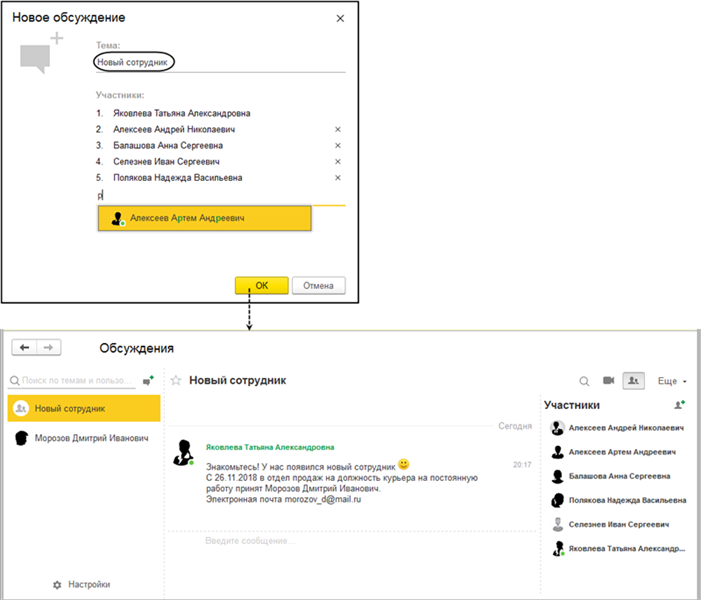 Новое обсуждение
Тема:
Новый сотрудник
Участники:
1. Яковлева Татьяна Александровна
2. Алексеев Андрей Николаевич
3. Балашова Анна Сергеевна
4. Селезнев Иван Сергеевич
5. Полякова Надежда Васильевна
р
Алексеев Артем Андреевич
ОК Отмена
Обсуждения
Поиск по темам и пользо...
Новый сотрудник
Морозов Дмитрий Иванович
Настройки
Новый сотрудник
Еще
Сегодня
Яковлева Татьяна Александровна
Знакомьтесь! У нас появился новый сотрудник
20:17
С 26.11.2018 в отдел продаж на должность курьера на постоянную
работу принят Морозов Дмитрий Иванович.
Электронная почта morozov_d@mail.ru
Введите сообщение...
Участники
Алексеев Андрей Николаевич
Алексеев Артем Андреевич
Балашова Анна Сергеевна
Полякова Надежда Васильевна
Селезнев Иван Сергеевич
Яковлева Татьяна Александр...